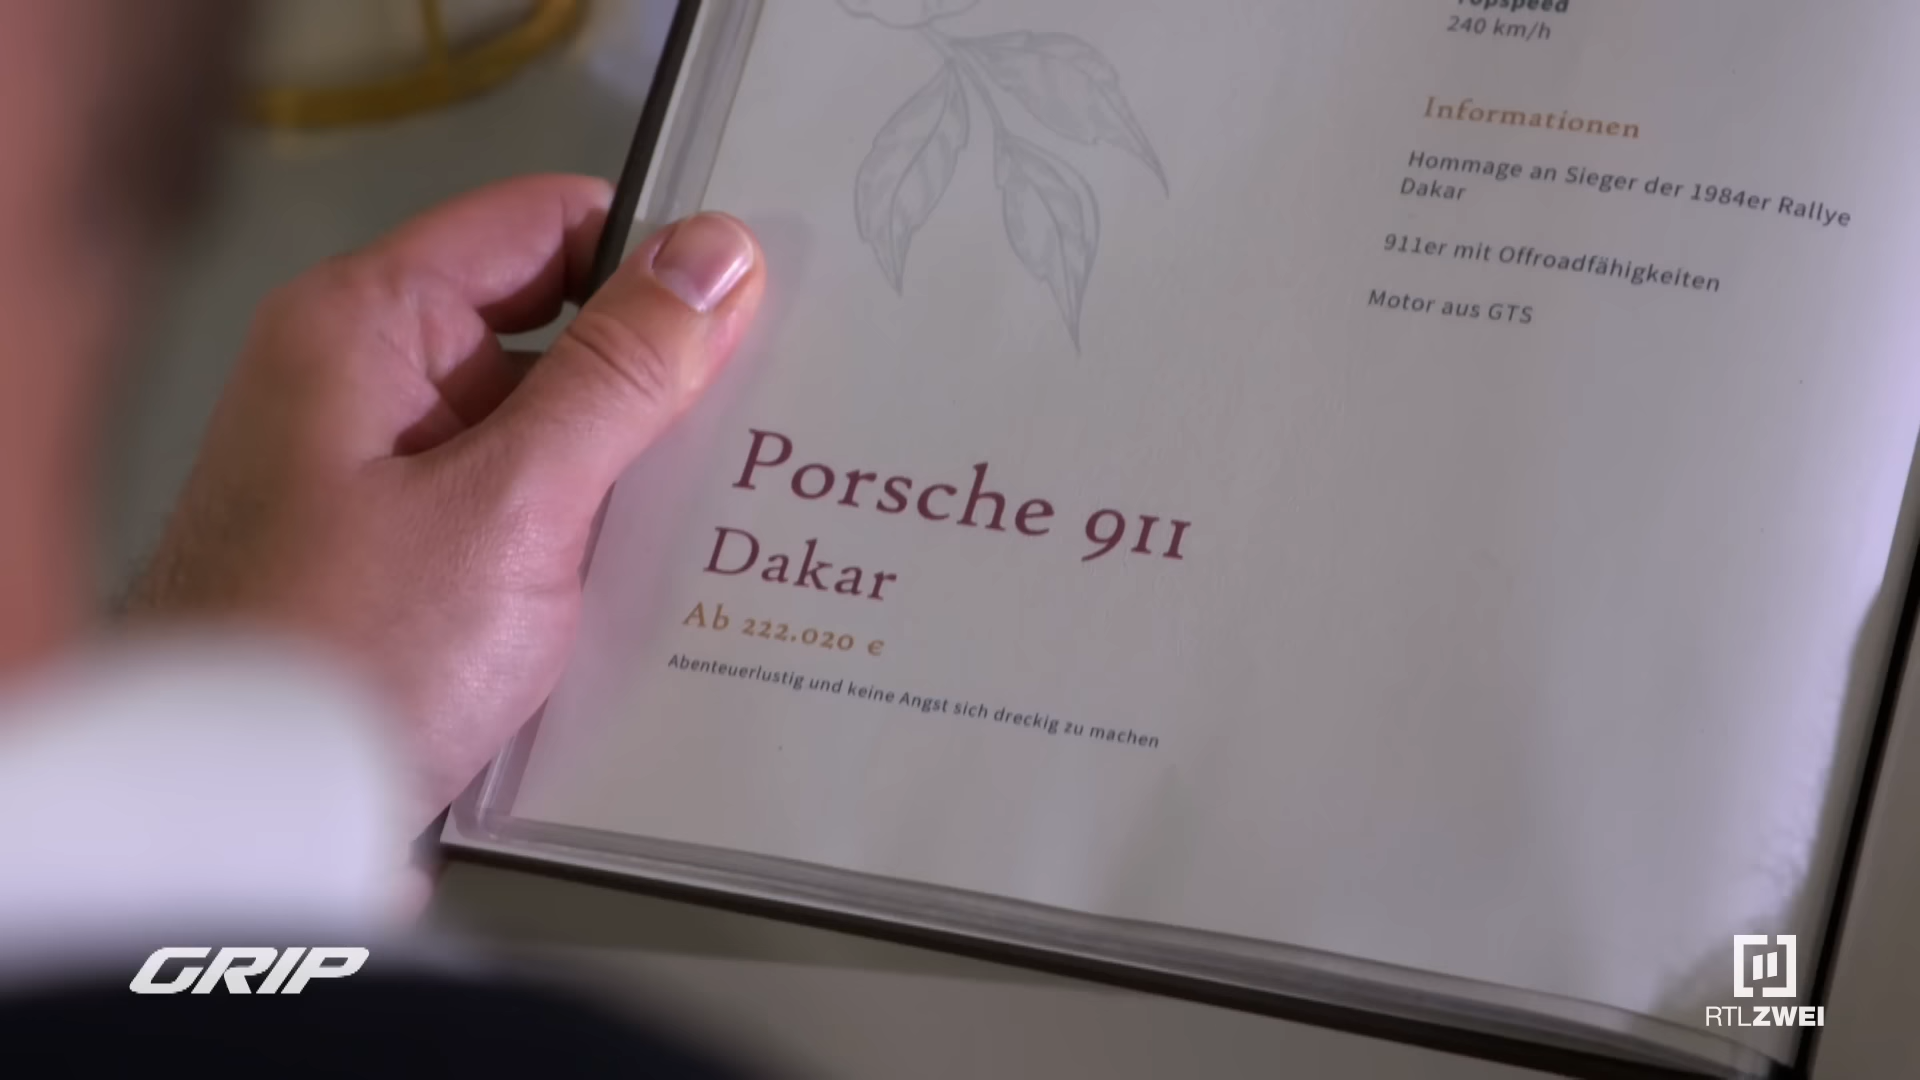 Topspeed
240 km/h
Informationen
Hommage an Sieger der 1984er Rallye
Dakar
911er mit Offroadfähigkeiten
Motor aus GTS
Porsche 911
Dakar
Ab 222.020 €
Abenteuerlustig und keine Angst sich dreckig zu machen
GRIP
RTLZWEI